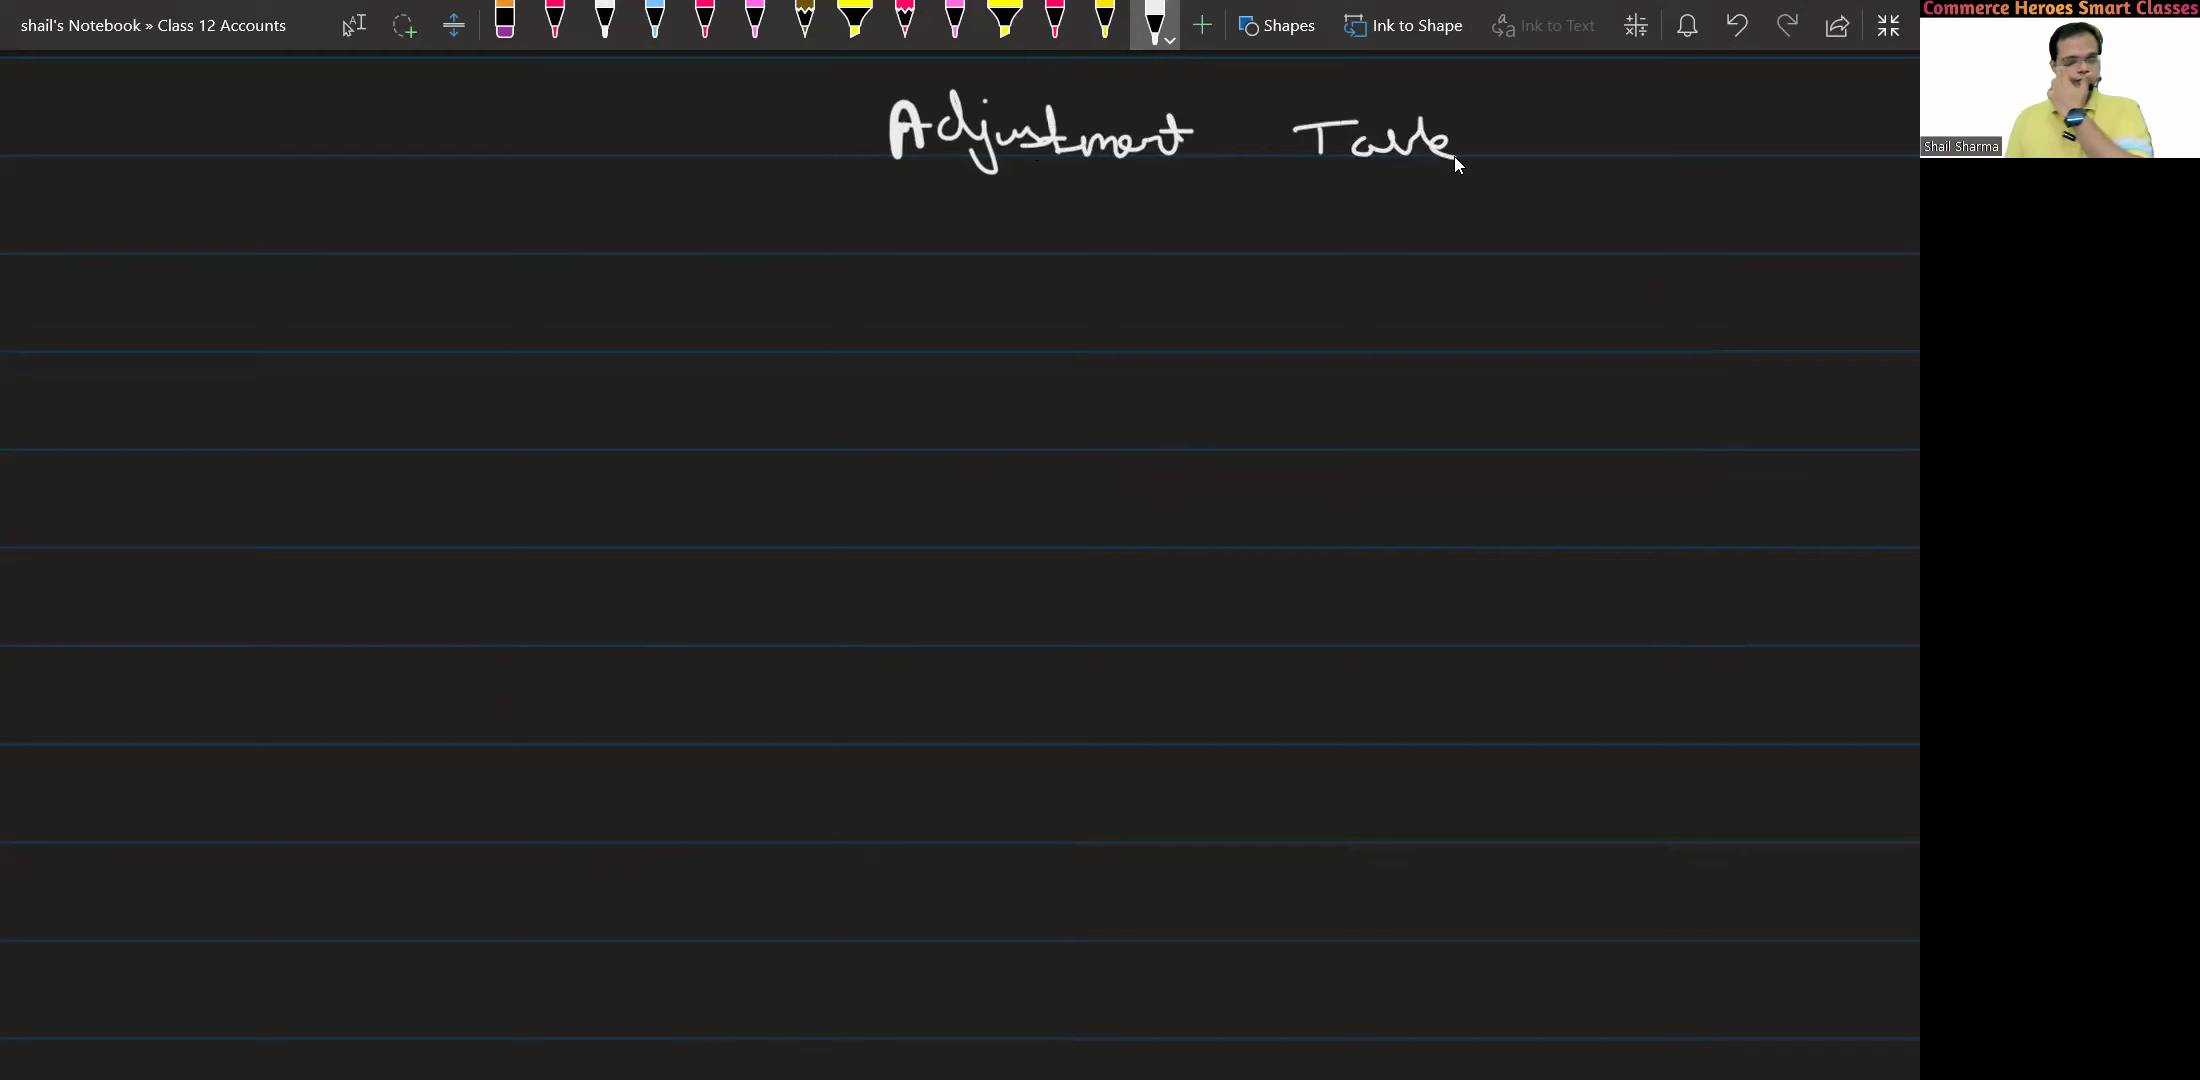 shail's Notebook » Class 12 Accounts
Shapes
Ink to Shape
Ink to Text
Commerce Heroes Smart Classes
Adjustment Table
Shail Sharma